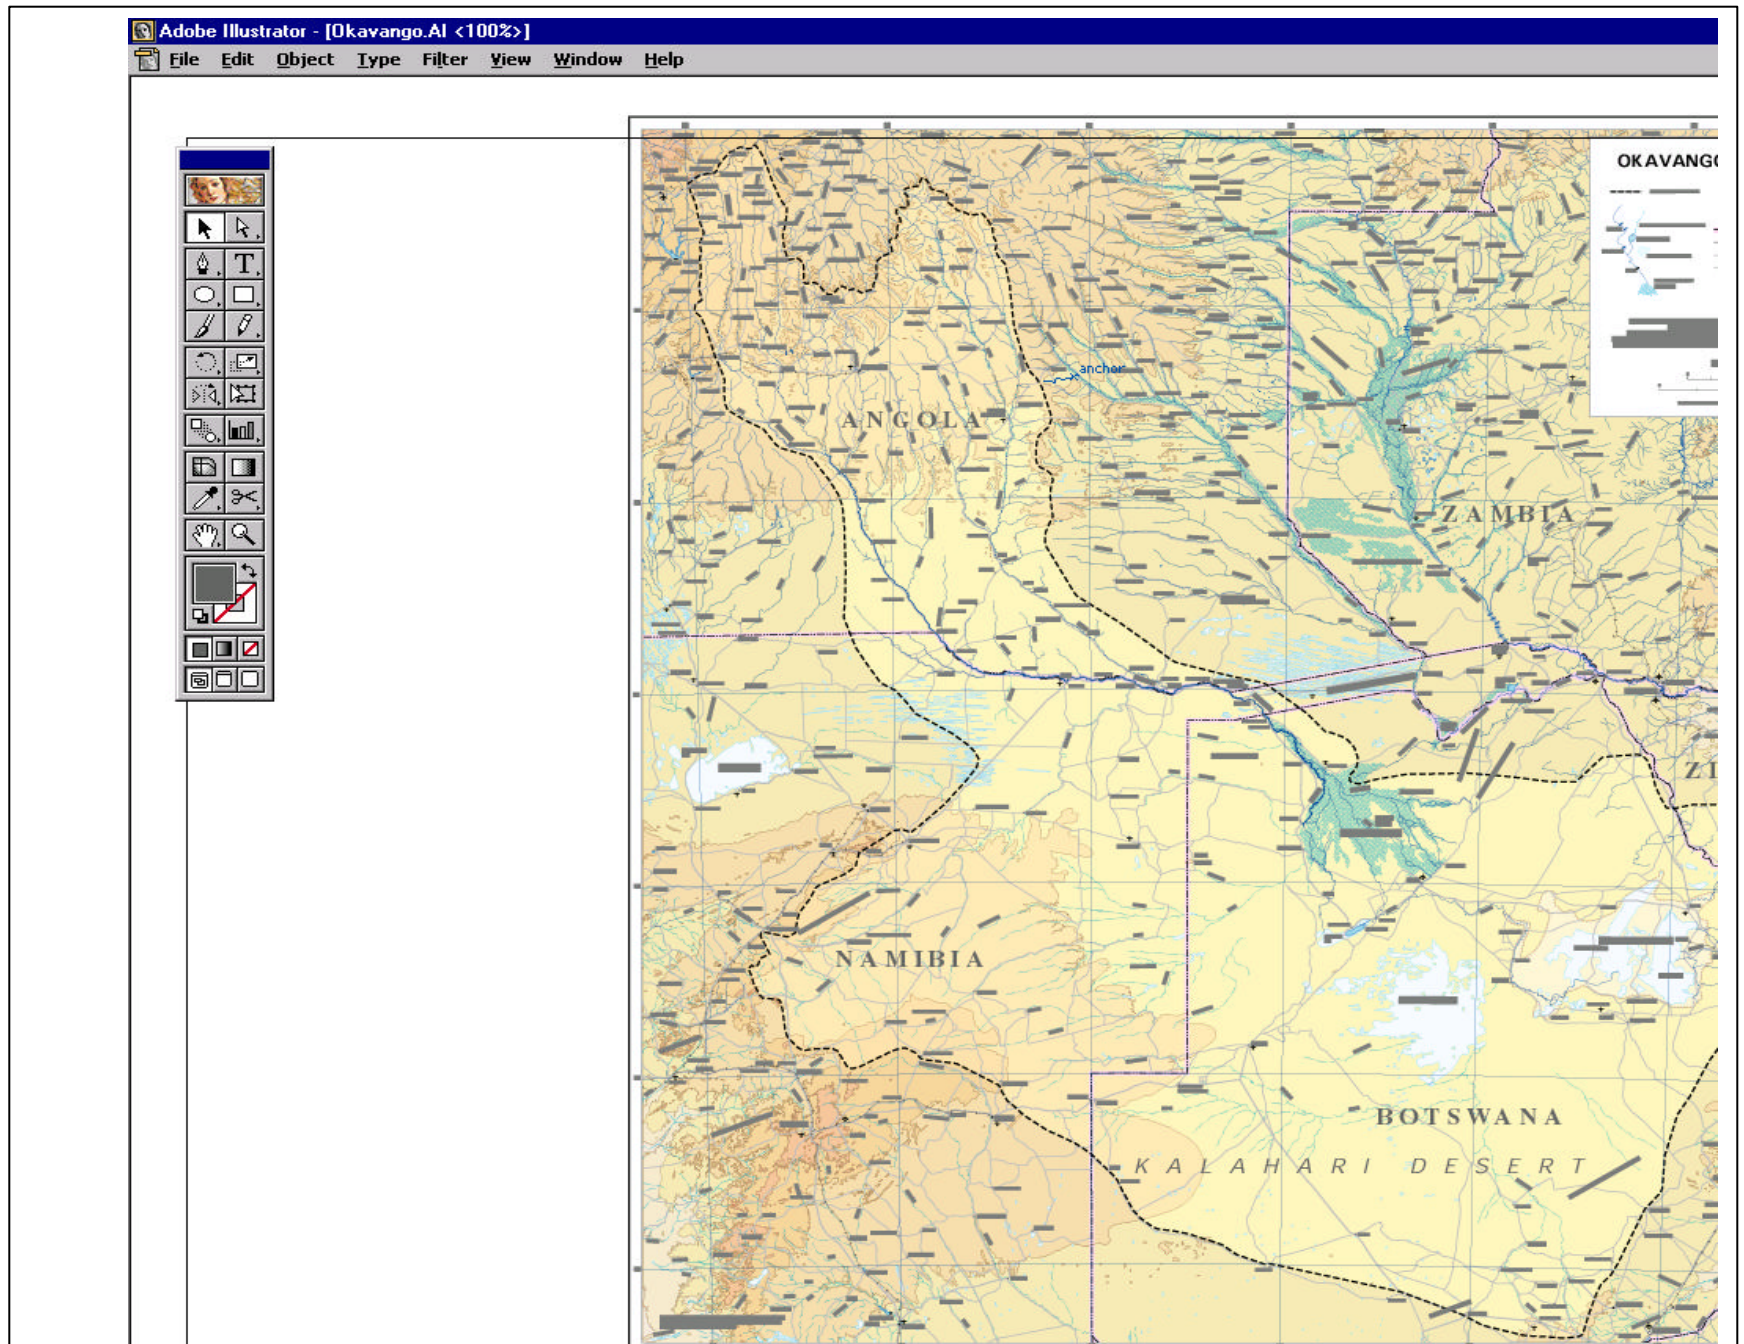 Adobe Illustrator - [Okavango.AI <100%>]
File Edit Object Type Filter View Window Help
OKAVANGO
anchor
ANGOLA
ZAMBIA
ZI
NAMIBIA
BOTSWANA
KALAHARI DESERT